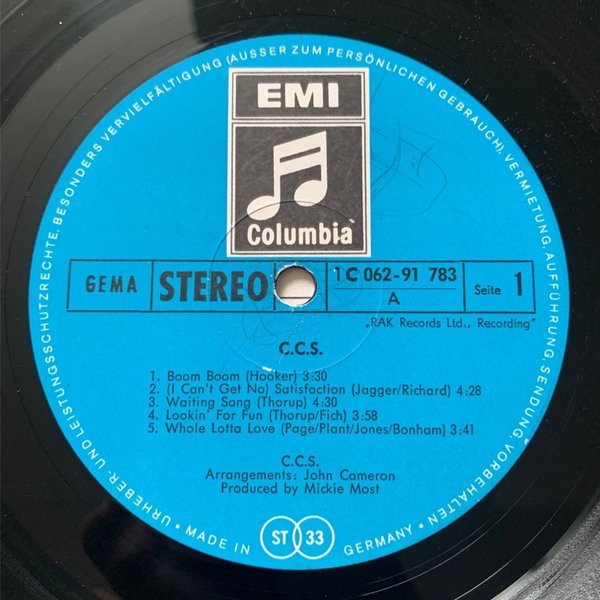 URHEBER- UND LEISTUNGSSCHUTZRECHTE, BESONDERS VERVIELFÄLTIGUNG (AUSSER ZUM PERSÖNLICHEN GEBRAUCH), VERMIETUNG, AUFFÜHRUNG, SENDUNG, VORBEHALTEN
EMI
Columbia
GEMA
STEREO
1 C 062-91 783
A
Seite 1
„RAK Records Ltd., Recording"
C.C.S.
1. Boom Boom (Hooker) 3:30
2. (I Can't Get No) Satisfaction (Jagger/Richard) 4:28
3. Waiting Song (Thorup) 4:30
4. Lookin' For Fun (Thorup/Fich) 3:58
5. Whole Lotta Love (Page/Plant/Jones/Bonham) 3:41
C.C.S.
Arrangements: John Cameron
Produced by Mickie Most
• MADE IN ST 33 GERMANY •